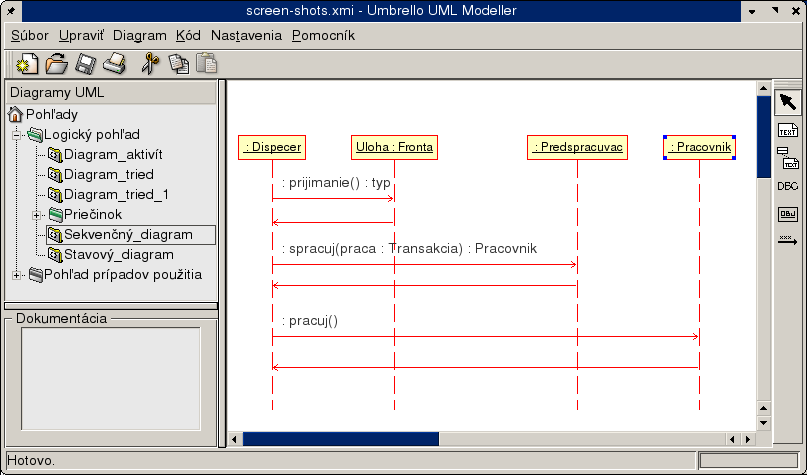 screen-shots.xmi - Umbrello UML Modeller
Súbor Upraviť Diagram Kód Nastavenia Pomocník
Diagramy UML
Pohľady
Logický pohľad
Diagram_aktivít
Diagram_tried
Diagram_tried_1
Priečinok
Sekvenčný_diagram
Stavový_diagram
Pohľad prípadov použitia
Dokumentácia
: Dispecer Uloha : Fronta : Predspracuvac : Pracovnik
: prijimanie() : typ
: spracuj(praca : Transakcia) : Pracovnik
: pracuj()
TEXT
TEXT
DBC
OBJ
xxx
Hotovo.